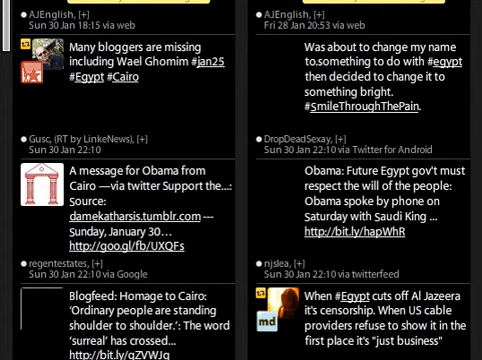 AJEnglish, [+]
Sun 30 Jan 18:15 via web
Many bloggers are missing
including Wael Ghomim #jan25
#Egypt #Cairo
Gusc, (RT by LinkeNews), [+]
Sun 30 Jan 22:10
A message for Obama from
Cairo —via twitter Support the...:
Source:
damekatharsis.tumblr.com ---
Sunday, January 30…
http://goo.gl/fb/UXQFs
regentestates, [+]
Sun 30 Jan 22:10 via Google
Blogfeed: Homage to Cairo:
‘Ordinary people are standing
shoulder to shoulder.’: The word
‘surreal’ has crossed...
http://bit.ly/gZVWJq
AJEnglish, [+]
Fri 28 Jan 20:53 via web
Was about to change my name
to.something to do with #egypt
then decided to change it to
something bright.
#SmileThroughThePain.
DropDeadSexay, [+]
Sun 30 Jan 22:10 via Twitter for Android
Obama: Future Egypt gov't must
respect the will of the people:
Obama spoke by phone on
Saturday with Saudi King ...
http://bit.ly/hapWhR
njslea, [+]
Sun 30 Jan 22:10 via twitterfeed
md
When #Egypt cuts off Al Jazeera
it's censorship. When US cable
providers refuse to show it in the
first place it's "just business"